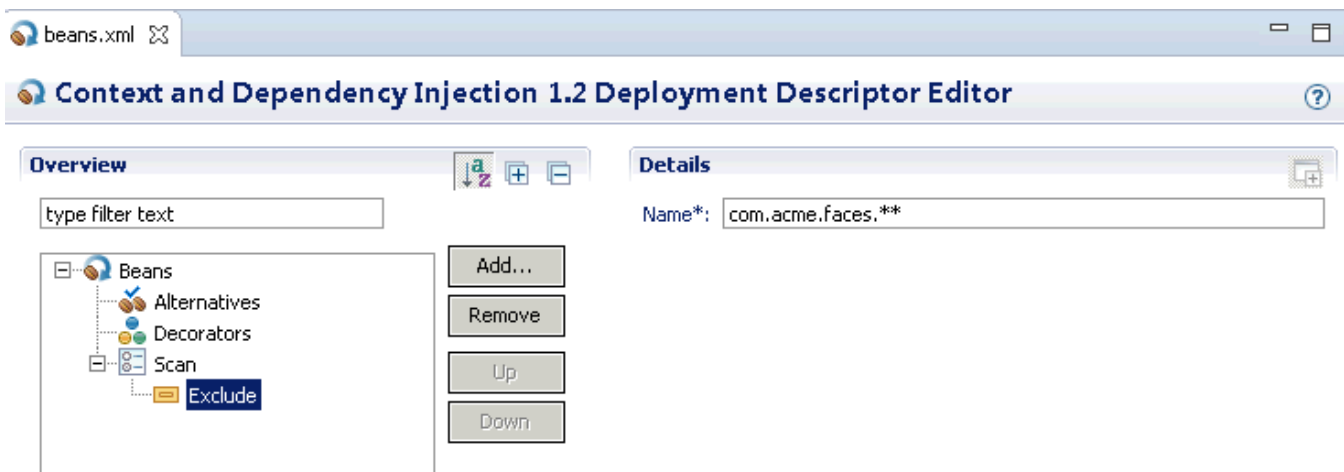 beans.xml
Context and Dependency Injection 1.2 Deployment Descriptor Editor
Overview
Details
type filter text
Name*: com.acme.faces.**
Beans
Add...
Alternatives
Remove
Decorators
Scan
Up
Exclude
Down